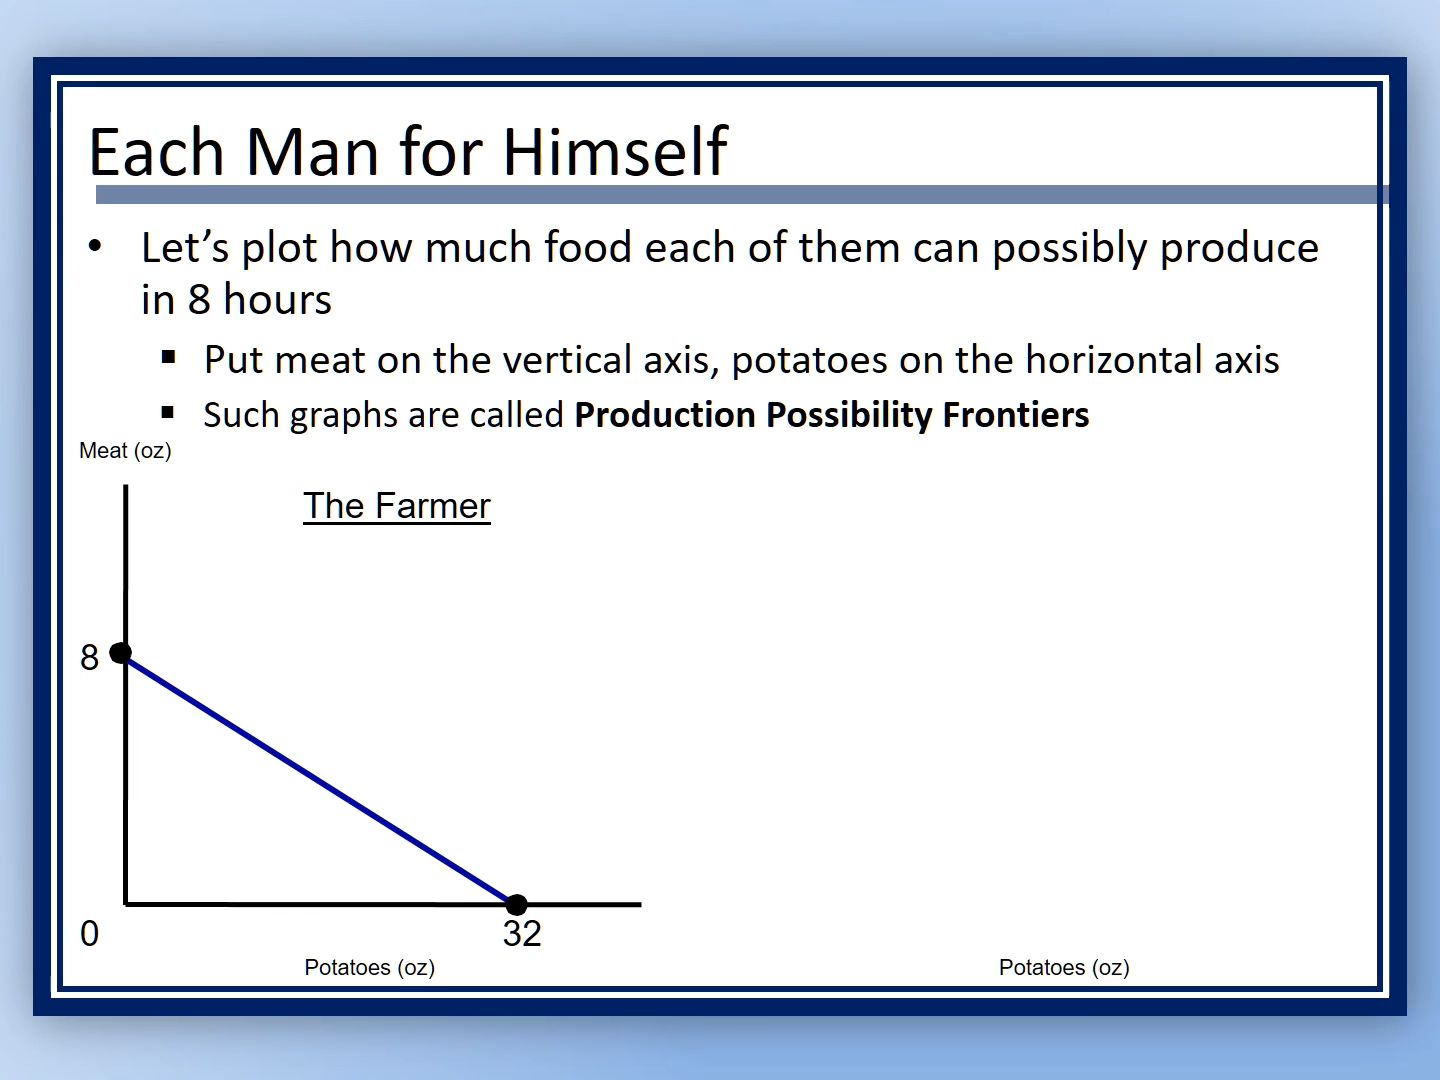 Each Man for Himself
• Let’s plot how much food each of them can possibly produce
in 8 hours
▪ Put meat on the vertical axis, potatoes on the horizontal axis
▪ Such graphs are called Production Possibility Frontiers
Meat (oz)
The Farmer
8
0
32
Potatoes (oz)
Potatoes (oz)